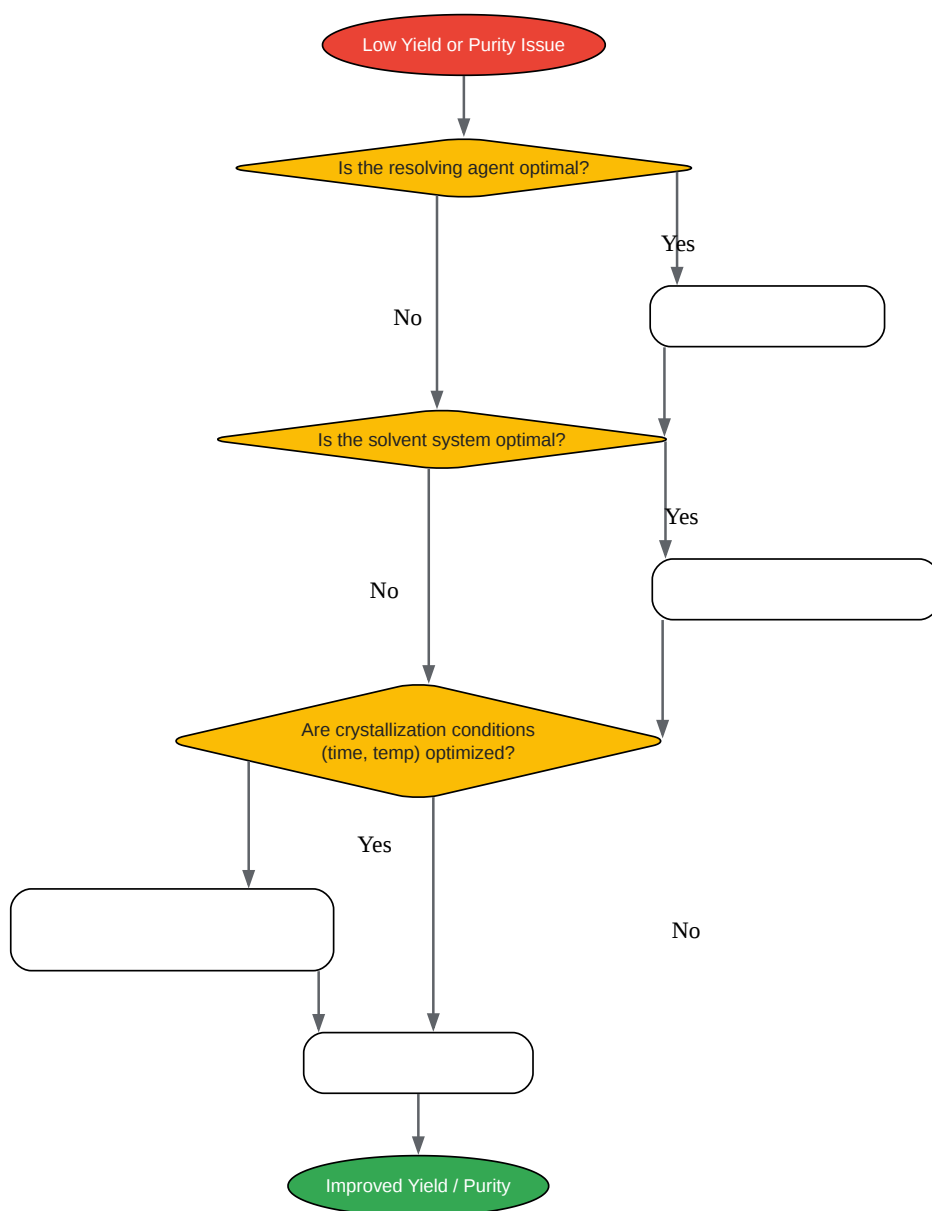 Low Yield or Purity Issue
Is the resolving agent optimal?
Yes
No
Is the solvent system optimal?
Yes
No
Are crystallization conditions
(time, temp) optimized?
Yes
No
Improved Yield / Purity